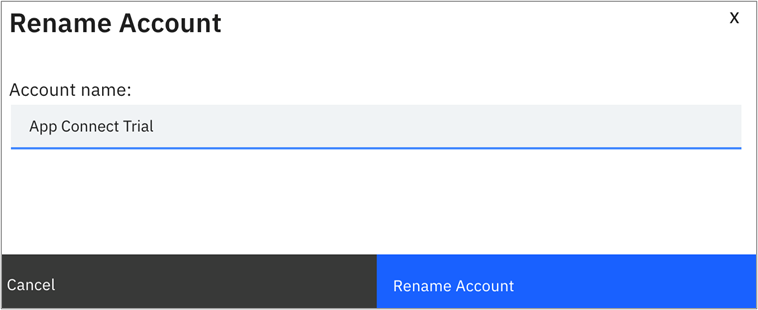 Rename Account
X
Account name:
App Connect Trial
Cancel
Rename Account